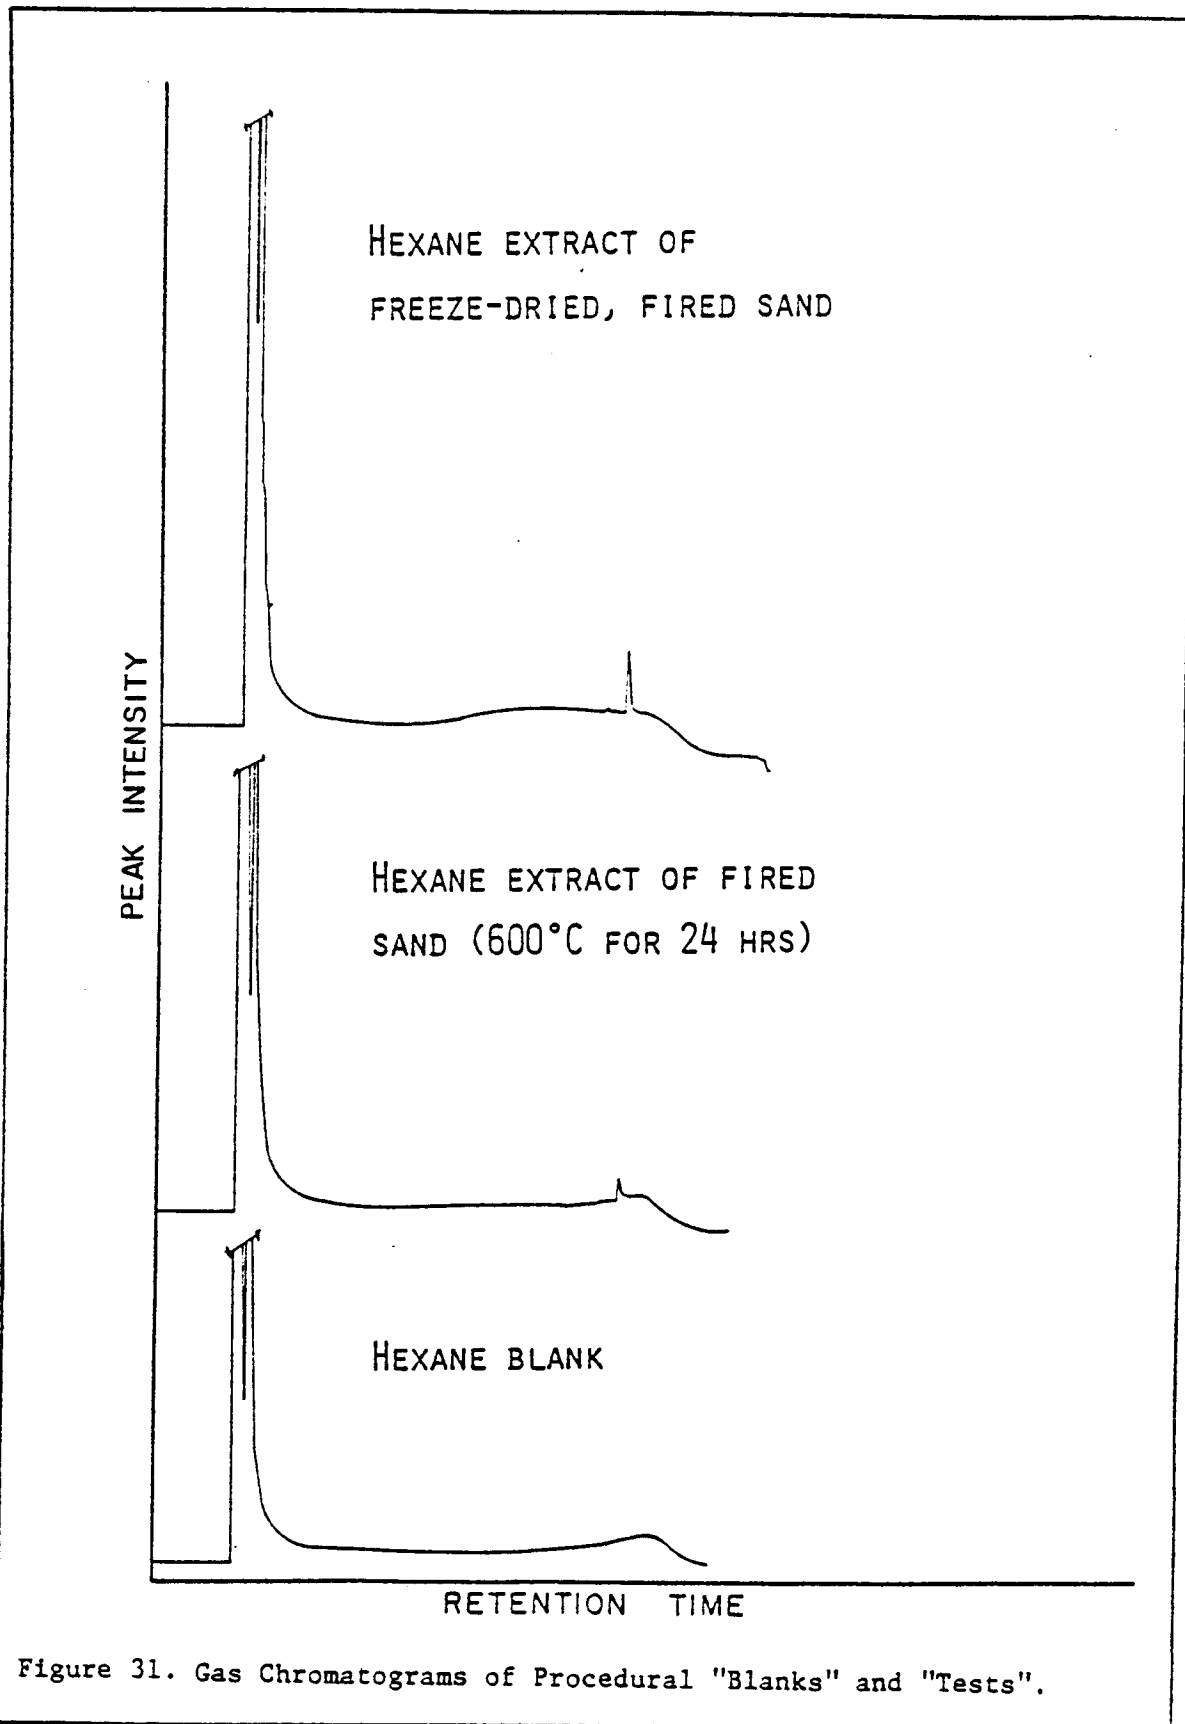 HEXANE EXTRACT OF
FREEZE-DRIED, FIRED SAND
PEAK INTENSITY
HEXANE EXTRACT OF FIRED
SAND (600°C FOR 24 HRS)
HEXANE BLANK
RETENTION TIME
Figure 31. Gas Chromatograms of Procedural "Blanks" and "Tests".